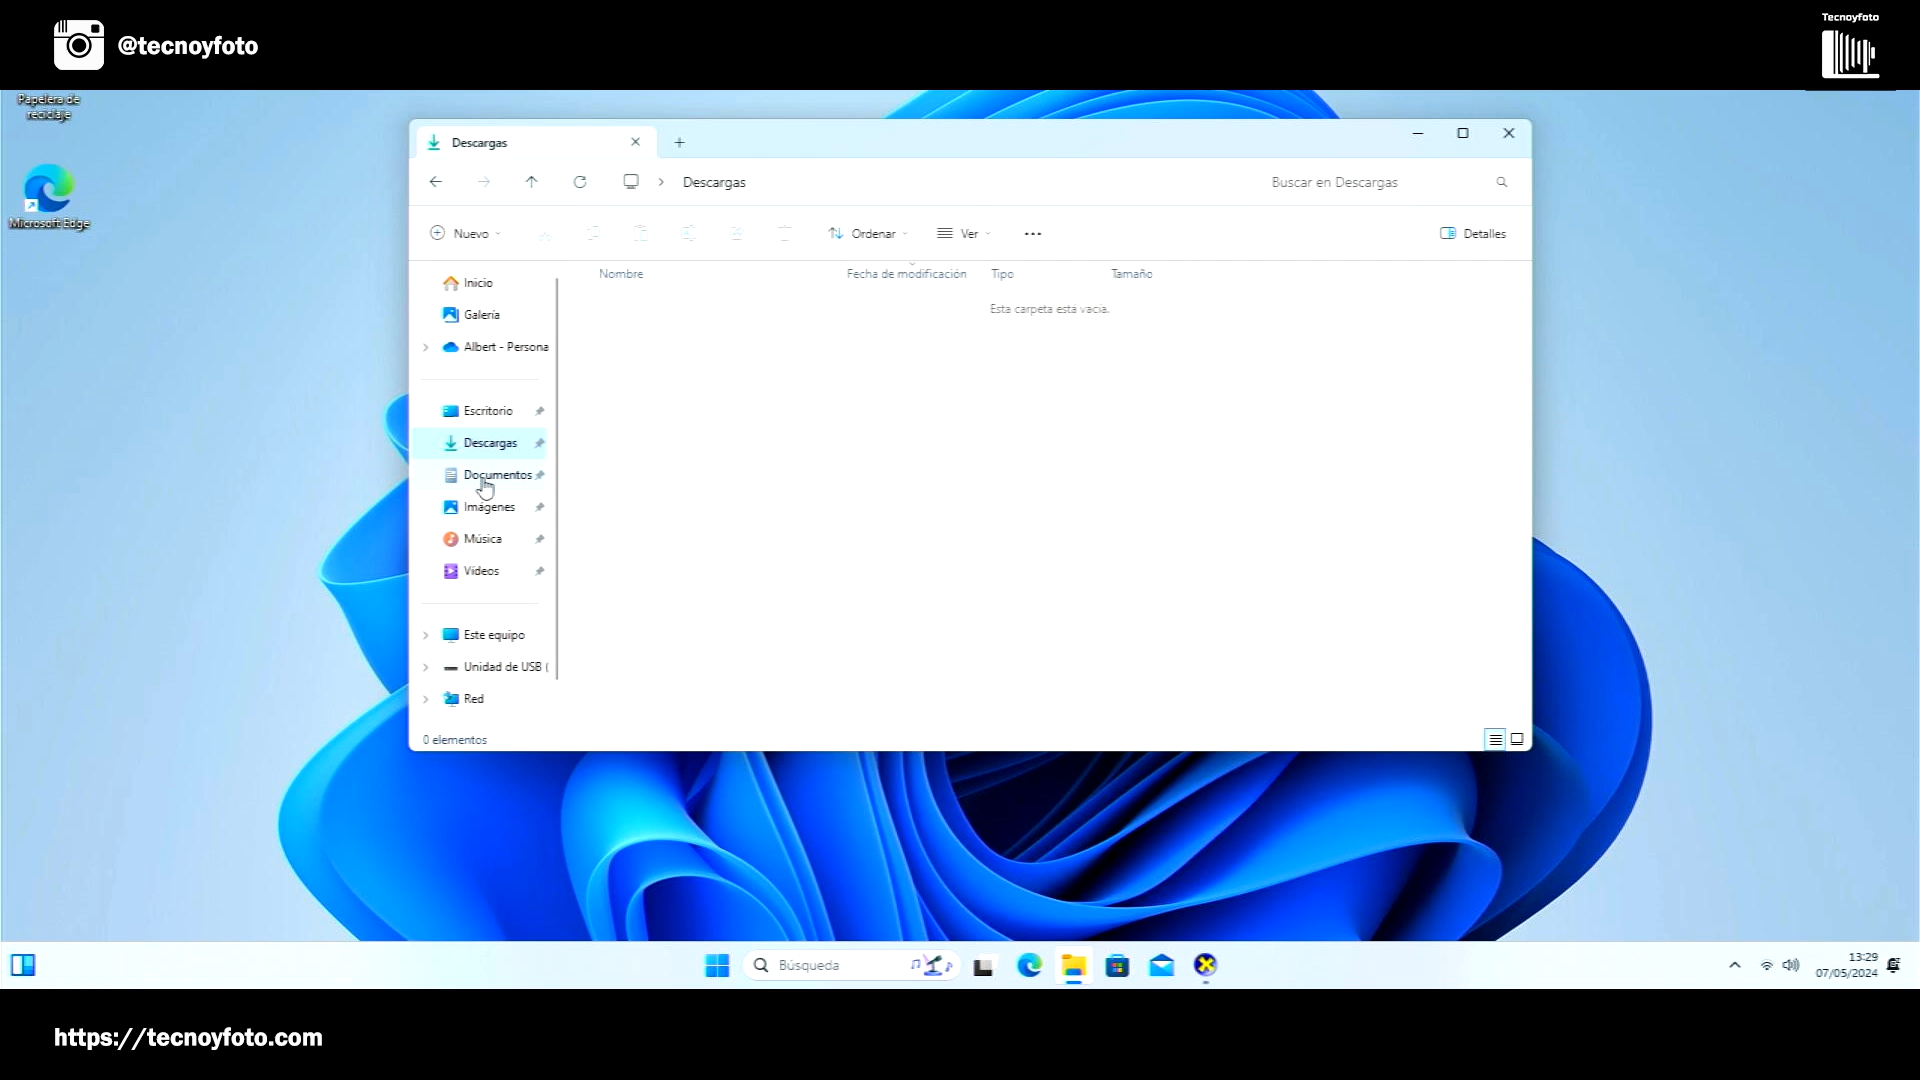 @tecnoyfoto
Tecnoyfoto
Papelera de
reciclaje
Microsoft Edge
Descargas
Descargas
Buscar en Descargas
Nuevo
Ordenar
Ver
Detalles
Nombre
Fecha de modificación
Tipo
Tamaño
Esta carpeta está vacía.
Inicio
Galería
Albert - Persona
Escritorio
Descargas
Documentos
Imágenes
Música
Vídeos
Este equipo
Unidad de USB (
Red
0 elementos
Búsqueda
13:29
07/05/2024
https://tecnoyfoto.com